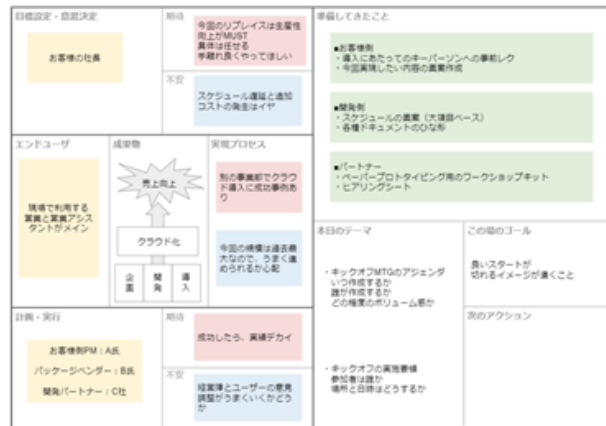 目標設定・意思決定
お客様の社長
期待
今回のリプレイスは生産性
向上がMUST
具体は任せる
手離れ良くやってほしい
不安
スケジュール遅延と追加
コストの発生はイヤ
準備してきたこと
■お客様側
・導入にあたってのキーパーソンへの事前レク
・今回実現したい内容の素案作成
■開発側
・スケジュールの素案（大項目ベース）
・各種ドキュメントのひな形
■パートナー
・ペーパープロトタイピング用のワークショップキット
・ヒアリングシート
エンドユーザ
現場で利用する
営業と営業アシス
タントがメイン
成果物
売上向上
クラウド化
企画
開発
導入
実現プロセス
別の事業部でクラウ
ド導入に成功事例あ
り
今回の規模は過去最
大なので、うまく進
められるか心配
本日のテーマ
・キックオフMTGのアジェンダ
いつ作成するか
誰が作成するか
どの程度のボリューム感か
・キックオフの実施要領
参加者は誰か
場所と日時はどうするか
この場のゴール
良いスタートが
切れるイメージが湧くこと
次のアクション
計画・実行
お客様側PM：A氏
パッケージベンダー：B氏
開発パートナー：C社
期待
成功したら、実績デカイ
不安
経営陣とユーザーの意見
調整がうまくいくかどう
か